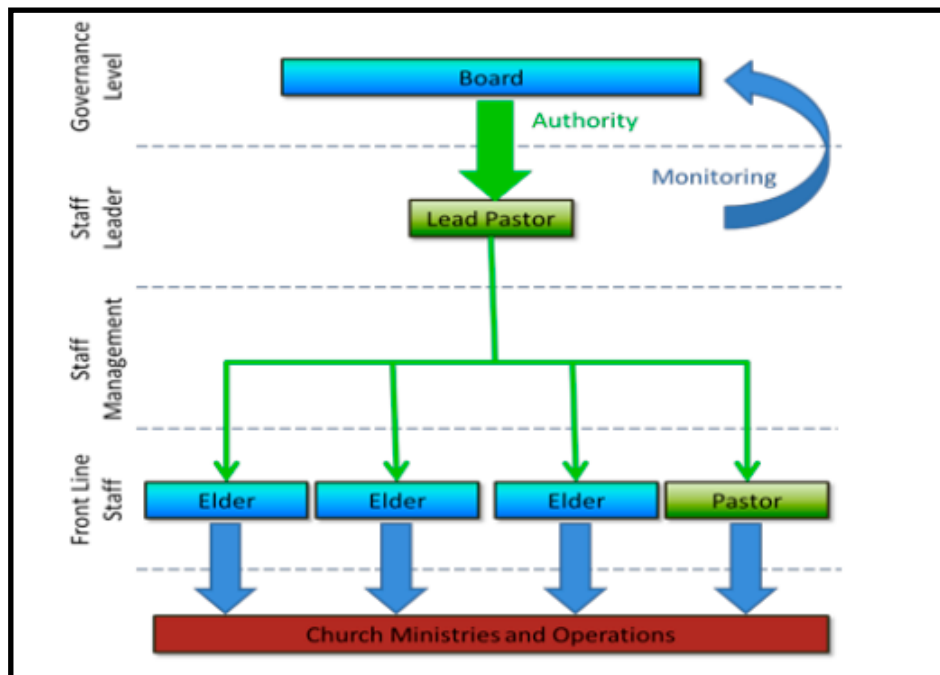 Governance
Level
Board
Authority
Monitoring
Staff
Leader
Lead Pastor
Staff
Management
Front Line
Staff
Elder
Elder
Elder
Pastor
Church Ministries and Operations